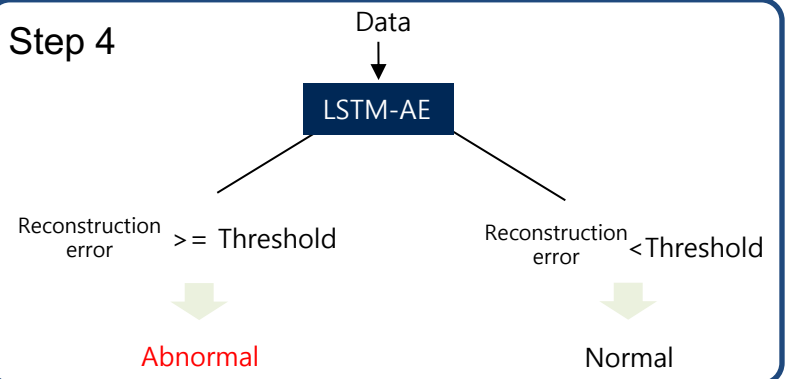 Step 4
Data
LSTM-AE
Reconstruction
error
>= Threshold
Reconstruction
error
<Threshold
Abnormal
Normal